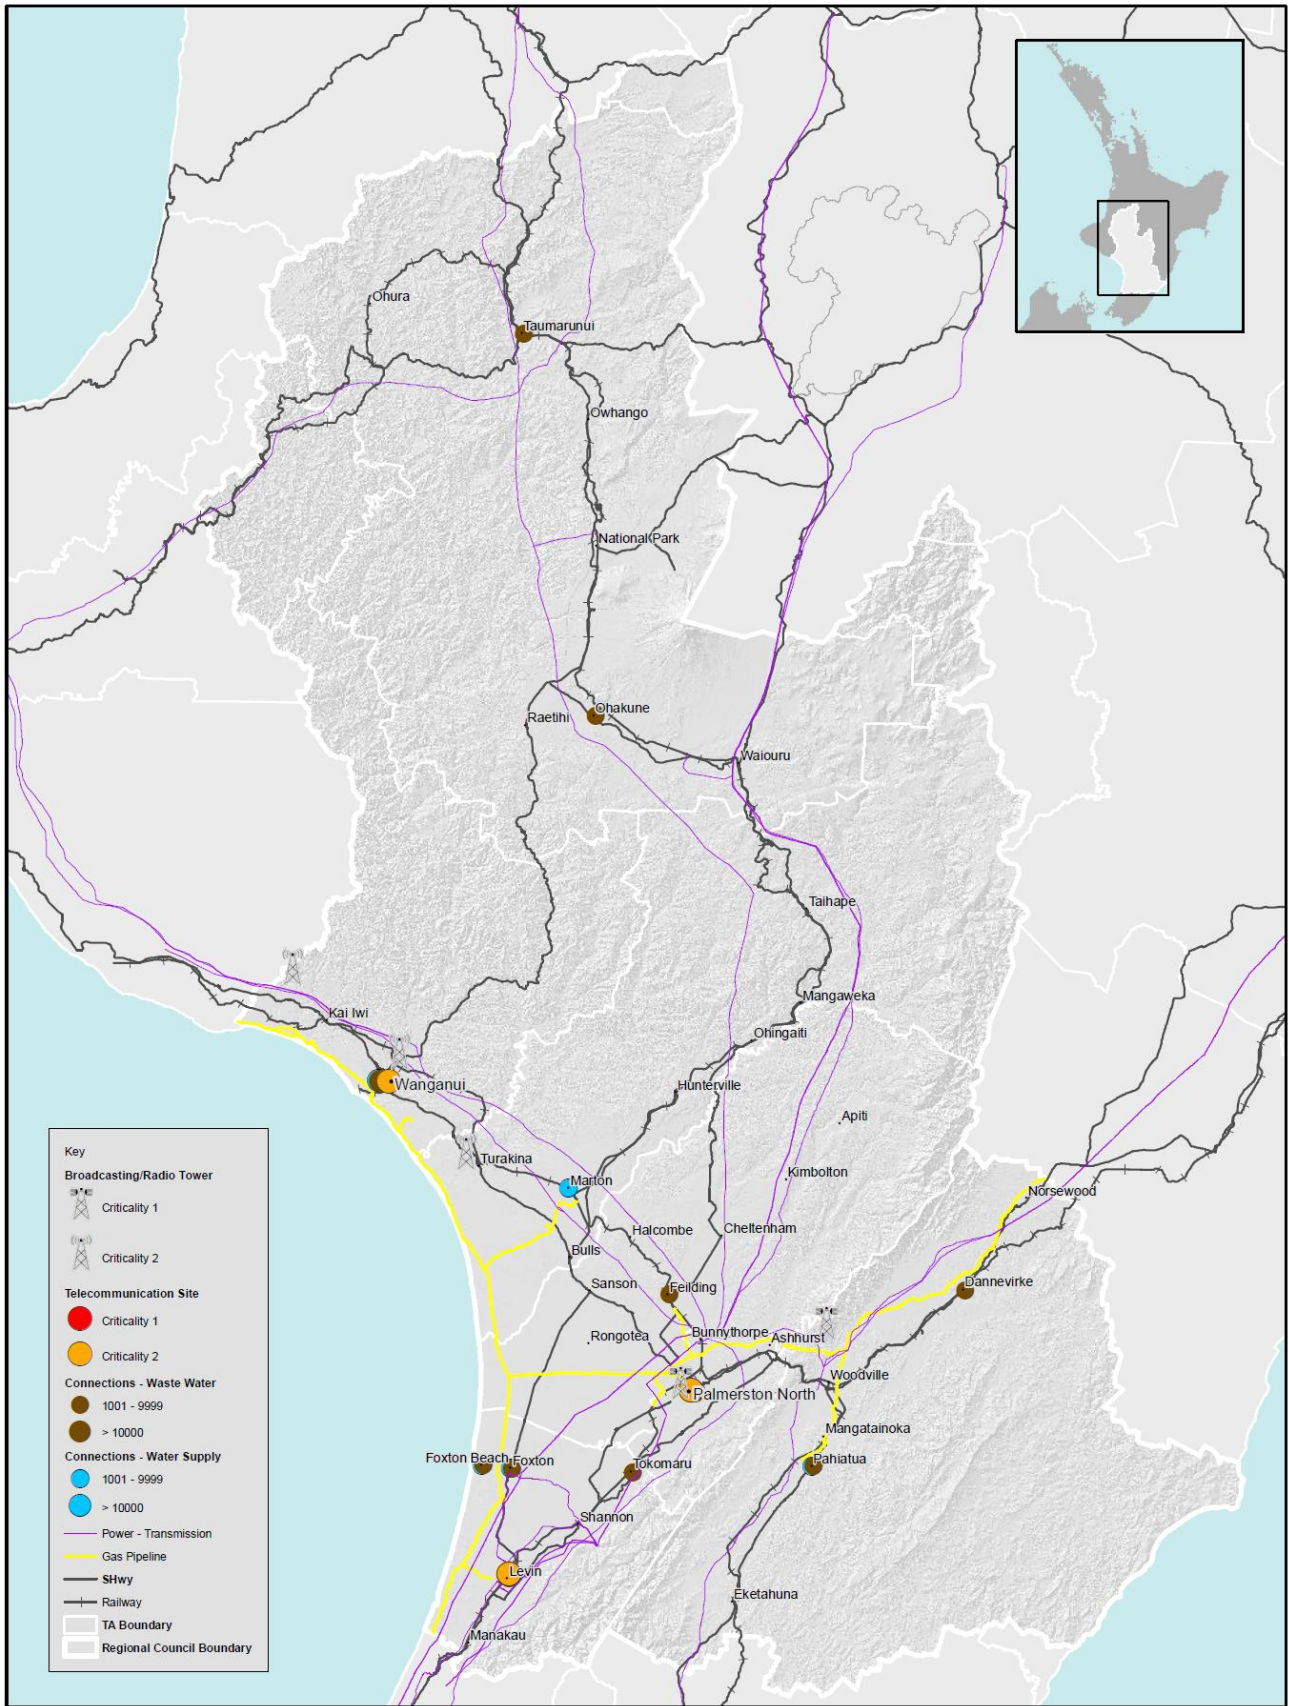 Ohura
Taumarunui
Owhango
National Park
Ohakune
Raetihi
Waiouru
Taihape
Mangaweka
Kai Iwi
Ohingaiti
Wanganui
Hunterville
Apiti
Turakina
Marton
Kimbolton
Norsewood
Halcombe
Cheltenham
Bulls
Sanson
Feilding
Dannevirke
Rongotea
Bunnythorpe
Ashhurst
Woodville
Palmerston North
Mangatainoka
Foxton Beach
Foxton
Tokomaru
Pahiatua
Shannon
Levin
Eketahuna
Manakau
Key
Broadcasting/Radio Tower
Criticality 1
Criticality 2
Telecommunication Site
Criticality 1
Criticality 2
Connections - Waste Water
1001 - 9999
> 10000
Connections - Water Supply
1001 - 9999
> 10000
Power - Transmission
Gas Pipeline
SHwy
Railway
TA Boundary
Regional Council Boundary